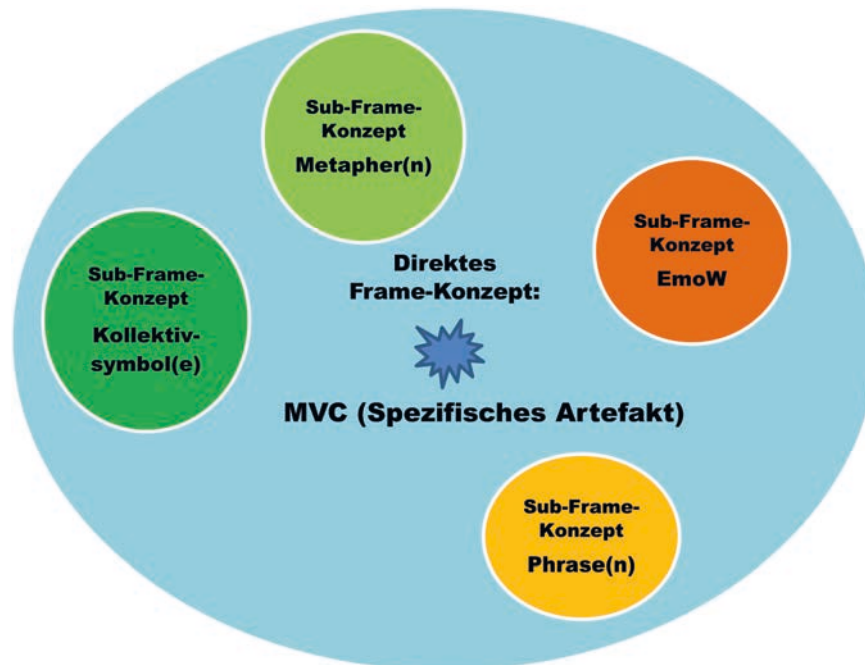 Sub-Frame-
Konzept
Metapher(n)
Sub-Frame-
Konzept
EmoW
Sub-Frame-
Konzept
Kollektiv-
symbol(e)
Direktes
Frame-Konzept:
MVC (Spezifisches Artefakt)
Sub-Frame-
Konzept
Phrase(n)